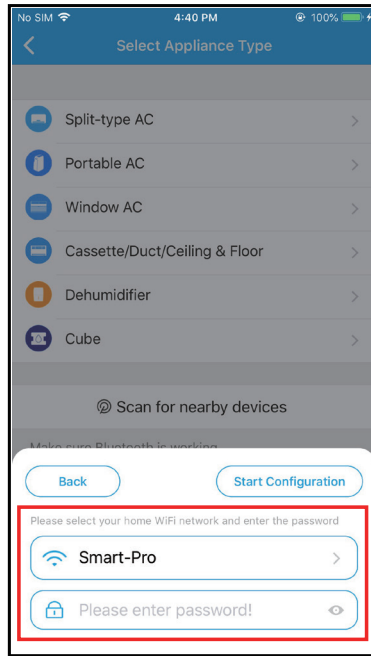 No SIM 4:40 PM 100%
Select Appliance Type
Split-type AC
Portable AC
Window AC
Cassette/Duct/Ceiling & Floor
Dehumidifier
Cube
Scan for nearby devices
Make sure Bluetooth is working
Back Start Configuration
Please select your home WiFi network and enter the password
Smart-Pro
Please enter password!